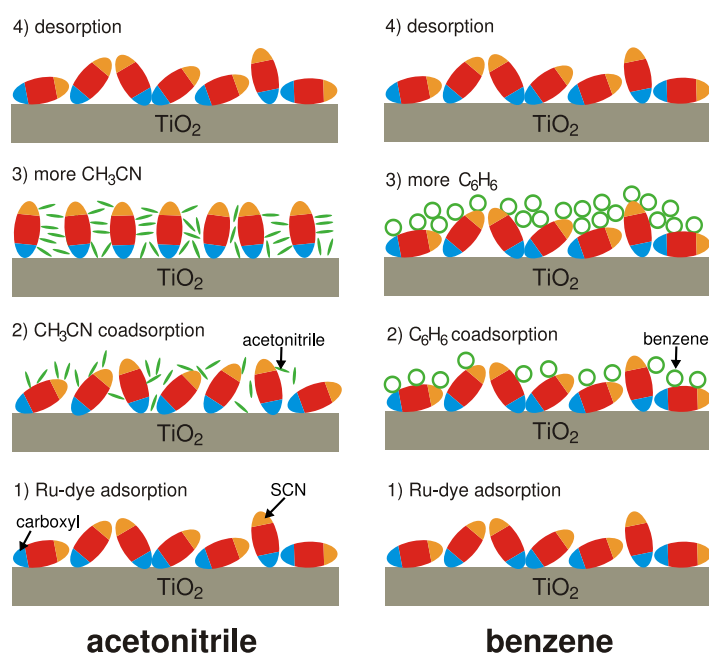 4) desorption
TiO₂
3) more CH₃CN
TiO₂
2) CH₃CN coadsorption
acetonitrile
TiO₂
1) Ru-dye adsorption
SCN
carboxyl
TiO₂
acetonitrile
4) desorption
TiO₂
3) more C₆H₆
TiO₂
2) C₆H₆ coadsorption
benzene
TiO₂
1) Ru-dye adsorption
TiO₂
benzene